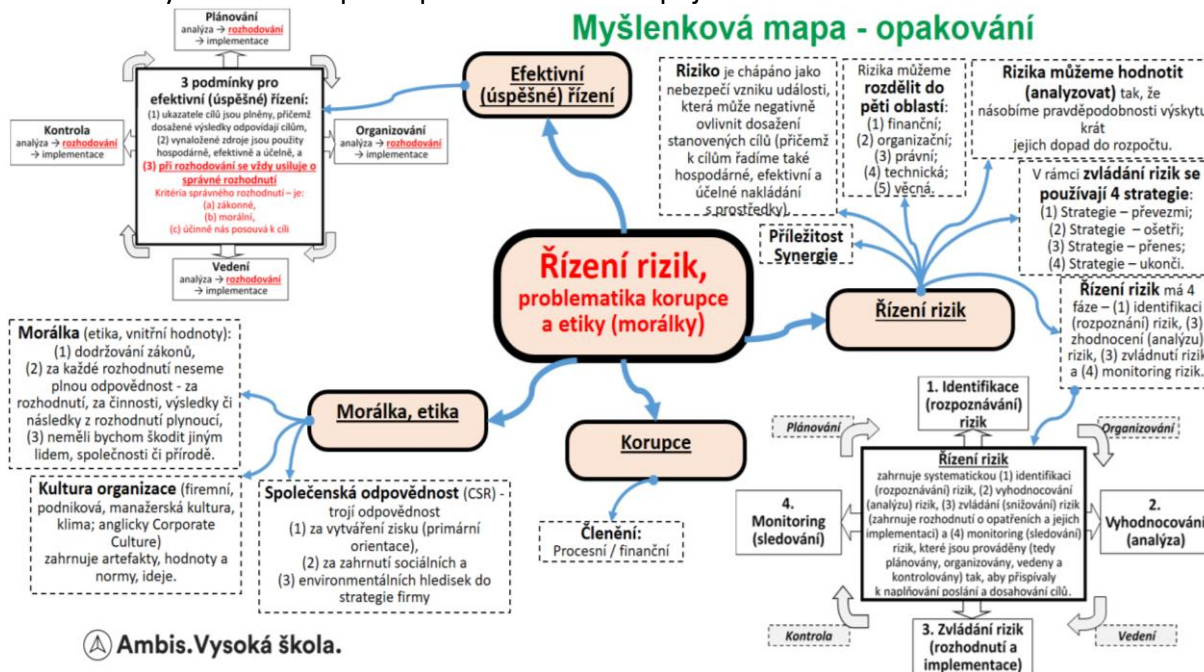 Myšlenková mapa - opakování
Plánování
analýza → rozhodování
→ implementace
3 podmínky pro
efektivní (úspěšné) řízení:
(1) ukazatele cílů jsou plněny, přičemž
dosažené výsledky odpovídají cílům,
(2) vynaložené zdroje jsou použity
hospodárně, efektivně a účelně, a
(3) při rozhodování se vždy usiluje o
správné rozhodnutí
Kritéria správného rozhodnutí – je:
(a) zákonné,
(b) morální,
(c) účinně nás posouvá k cíli
Kontrola
analýza → rozhodování
→ implementace
Organizování
analýza → rozhodování
→ implementace
Vedení
analýza → rozhodování
→ implementace
Efektivní
(úspěšné) řízení
Riziko je chápáno jako
nebezpečí vzniku události,
která může negativně
ovlivnit dosažení
stanovených cílů (přičemž
k cílům řadíme také
hospodárné, efektivní a
účelné nakládání
s prostředky).
Rizika můžeme
rozdělit do
pěti oblastí:
(1) finanční;
(2) organizační;
(3) právní;
(4) technická;
(5) věcná.
Rizika můžeme hodnotit
(analyzovat) tak, že
násobíme pravděpodobnosti výskytu
krát
jejich dopad do rozpočtu.
V rámci zvládání rizik se
používají 4 strategie:
(1) Strategie – převezmi;
(2) Strategie – ošetři;
(3) Strategie – přenes;
(4) Strategie – ukonči.
Příležitost
Synergie
Řízení rizik,
problematika korupce
a etiky (morálky)
Řízení rizik
Řízení rizik má 4
fáze – (1) identifikaci
(rozpoznání) rizik, (3)
zhodnocení (analýzu)
rizik, (3) zvládnutí rizik
a (4) monitoring rizik.
Morálka (etika, vnitřní hodnoty):
(1) dodržování zákonů,
(2) za každé rozhodnutí neseme
plnou odpovědnost - za
rozhodnutí, za činnosti, výsledky či
následky z rozhodnutí plynoucí,
(3) neměli bychom škodit jiným
lidem, společnosti či přírodě.
Morálka, etika
Korupce
Kultura organizace (firemní,
podniková, manažerská kultura,
klima; anglicky Corporate
Culture)
zahrnuje artefakty, hodnoty a
normy, ideje.
Společenská odpovědnost (CSR) -
trojí odpovědnost
(1) za vytváření zisku (primární
orientace),
(2) za zahrnutí sociálních a
(3) environmentálních hledisek do
strategie firmy
Členění:
Procesní / finanční
1. Identifikace
(rozpoznávání)
rizik
Plánování
Organizování
Řízení rizik
zahrnuje systematickou (1) identifikaci
(rozpoznávání) rizik, (2) vyhodnocování
(analýzu) rizik, (3) zvládání (snižování) rizik
(zahrnuje rozhodnutí o opatřeních a jejich
implementaci) a (4) monitoring (sledování)
rizik, které jsou prováděny (tedy
plánovány, organizovány, vedeny a
kontrolovány) tak, aby přispívaly
k naplňování poslání a dosahování cílů.
4.
Monitoring
(sledování)
2.
Vyhodnocování
(analýza)
Kontrola
Vedení
3. Zvládání rizik
(rozhodnutí a
implementace)
Ambis.Vysoká škola.